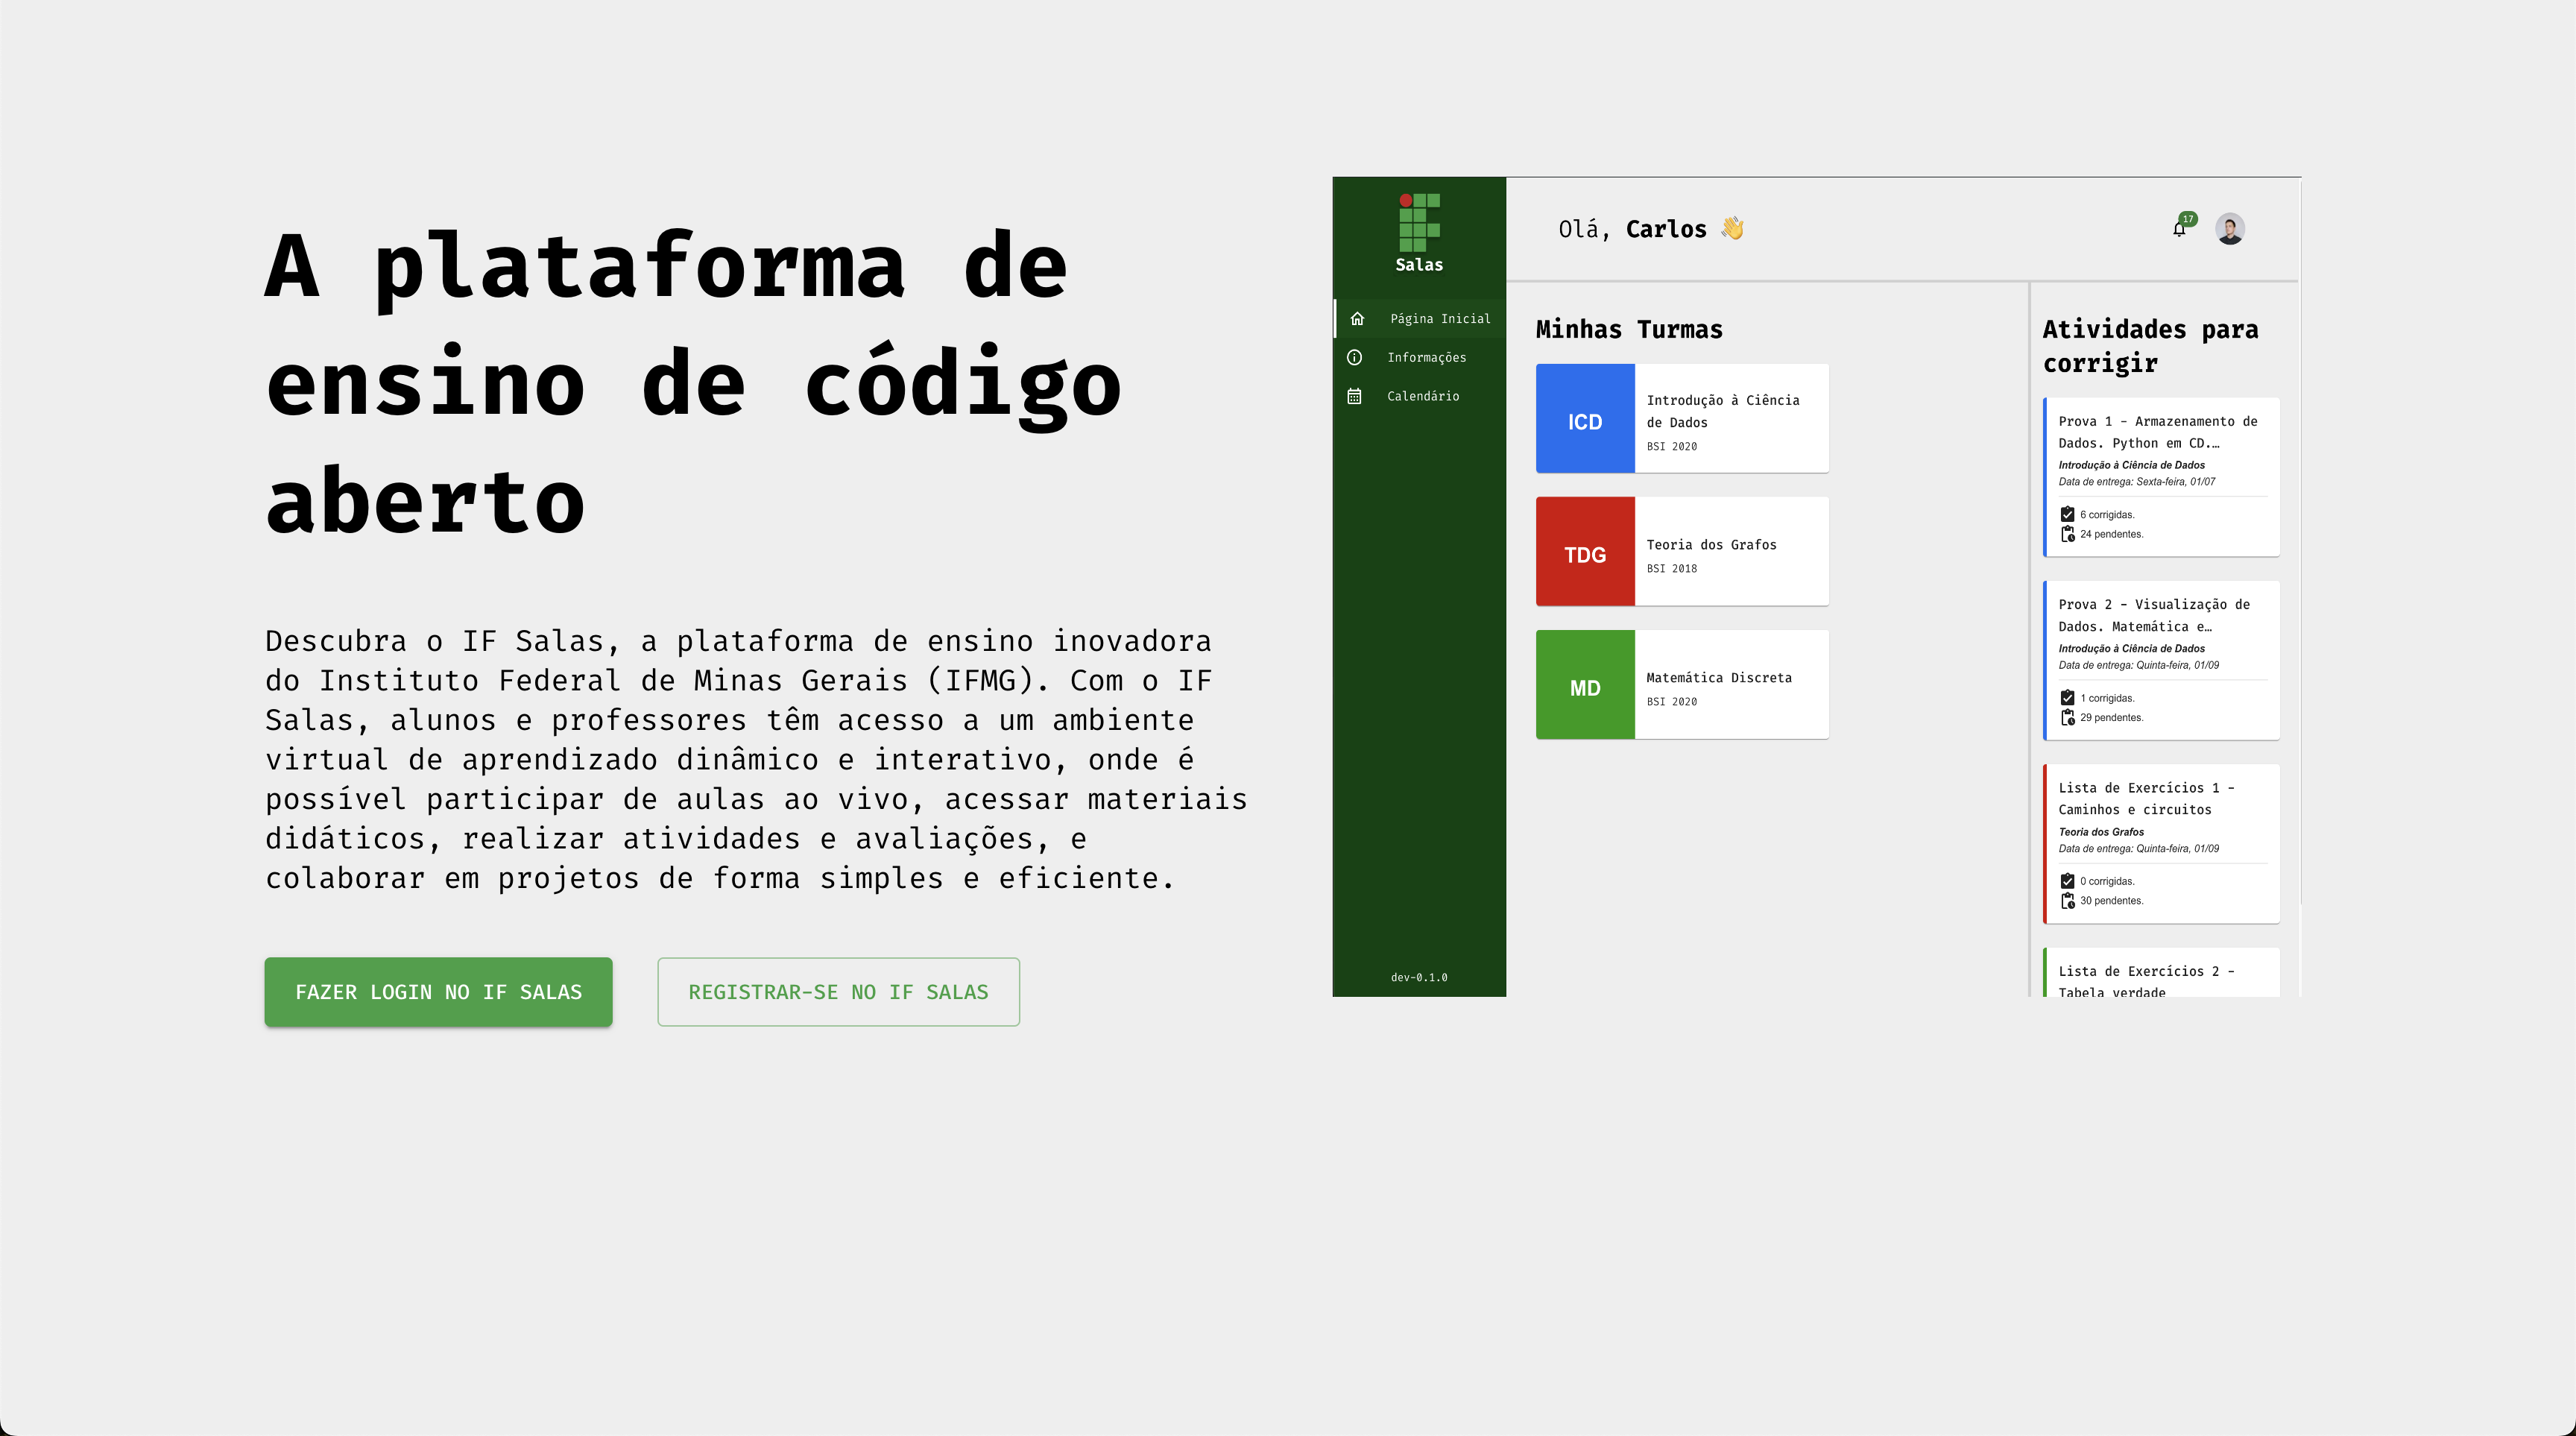 A plataforma de
ensino de código
aberto
Descubra o IF Salas, a plataforma de ensino inovadora
do Instituto Federal de Minas Gerais (IFMG). Com o IF
Salas, alunos e professores têm acesso a um ambiente
virtual de aprendizado dinâmico e interativo, onde é
possível participar de aulas ao vivo, acessar materiais
didáticos, realizar atividades e avaliações, e
colaborar em projetos de forma simples e eficiente.
FAZER LOGIN NO IF SALAS
REGISTRAR-SE NO IF SALAS
Salas
Página Inicial
Informações
Calendário
dev-0.1.0
Olá, Carlos 👋
17
Minhas Turmas
ICD
Introdução à Ciência
de Dados
BSI 2020
TDG
Teoria dos Grafos
BSI 2018
MD
Matemática Discreta
BSI 2020
Atividades para
corrigir
Prova 1 - Armazenamento de
Dados. Python em CD.…
Introdução à Ciência de Dados
Data de entrega: Sexta-feira, 01/07
6 corrigidas.
24 pendentes.
Prova 2 - Visualização de
Dados. Matemática e…
Introdução à Ciência de Dados
Data de entrega: Quinta-feira, 01/09
1 corrigidas.
29 pendentes.
Lista de Exercícios 1 -
Caminhos e circuitos
Teoria dos Grafos
Data de entrega: Quinta-feira, 01/09
0 corrigidas.
30 pendentes.
Lista de Exercícios 2 -
Tabela verdade